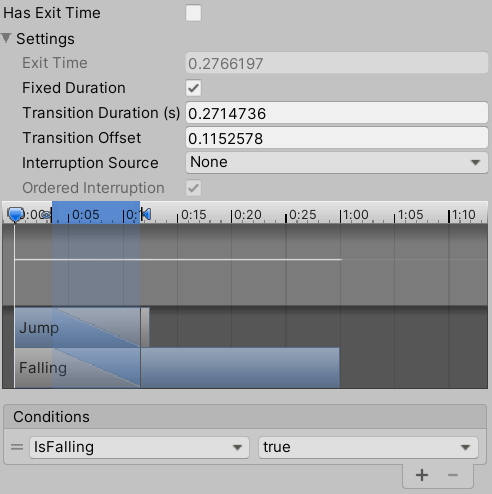 Has Exit Time
Settings
Exit Time 0.2766197
Fixed Duration
Transition Duration (s) 0.2714736
Transition Offset 0.1152578
Interruption Source None
Ordered Interruption
0:00 0:05 0:1 0:15 0:20 0:25 1:00 1:05 1:10
Jump
Falling
Conditions
= IsFalling true
+ −